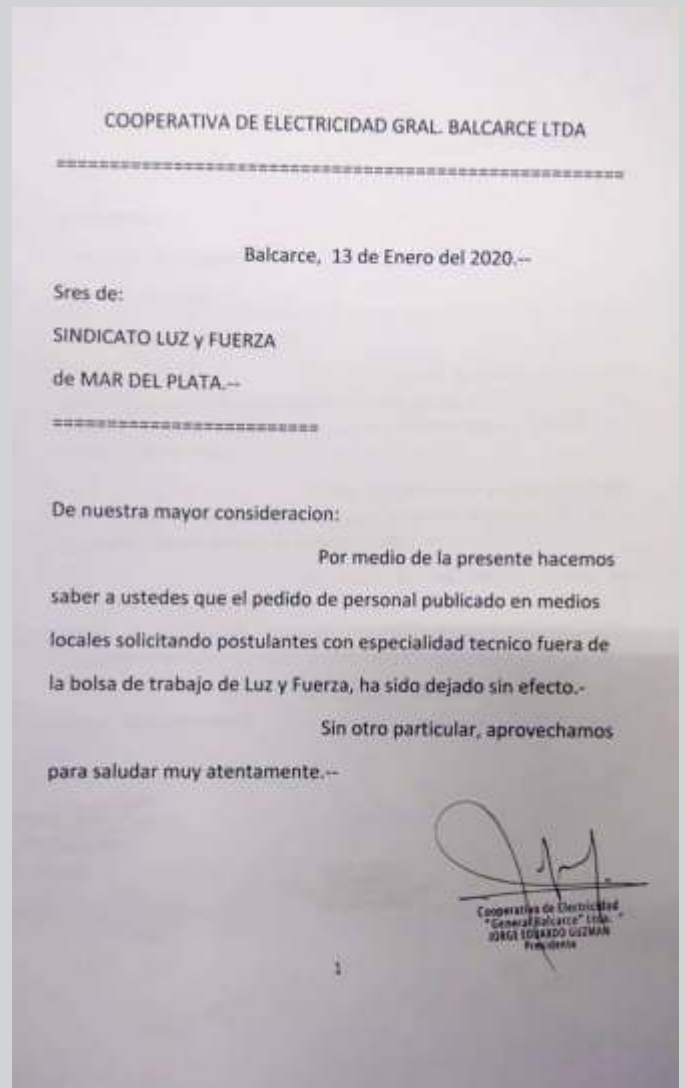 COOPERATIVA DE ELECTRICIDAD GRAL. BALCARCE LTDA
=====================================================
Balcarce, 13 de Enero del 2020.--
Sres de:
SINDICATO LUZ y FUERZA
de MAR DEL PLATA.--
=========================
De nuestra mayor consideracion:
Por medio de la presente hacemos
saber a ustedes que el pedido de personal publicado en medios
locales solicitando postulantes con especialidad tecnico fuera de
la bolsa de trabajo de Luz y Fuerza, ha sido dejado sin efecto.-
Sin otro particular, aprovechamos
para saludar muy atentamente.--
Cooperativa de Electricidad
"General Balcarce" Ltda.
JORGE EDUARDO GUZMAN
Presidente
1